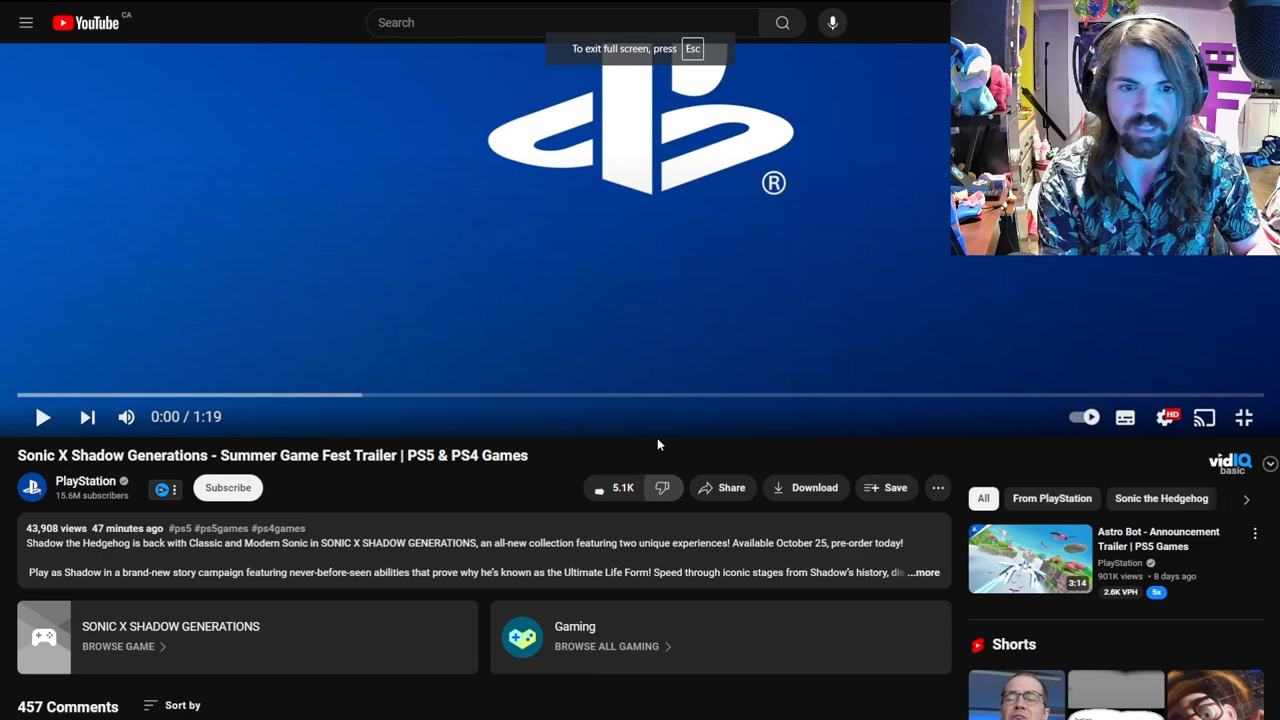 YouTube CA
Search
To exit full screen, press Esc
®
0:00 / 1:19
HD
Sonic X Shadow Generations - Summer Game Fest Trailer | PS5 & PS4 Games
PlayStation
15.6M subscribers
Subscribe
5.1K
Share
Download
Save
43,908 views 47 minutes ago #ps5 #ps5games #ps4games
Shadow the Hedgehog is back with Classic and Modern Sonic in SONIC X SHADOW GENERATIONS, an all-new collection featuring two unique experiences! Available October 25, pre-order today!
Play as Shadow in a brand-new story campaign featuring never-before-seen abilities that prove why he's known as the Ultimate Life Form! Speed through iconic stages from Shadow's history, dis ...more
SONIC X SHADOW GENERATIONS
BROWSE GAME
Gaming
BROWSE ALL GAMING
457 Comments
Sort by
vidIQ
basic
All
From PlayStation
Sonic the Hedgehog
3:14
Astro Bot - Announcement
Trailer | PS5 Games
PlayStation
901K views • 8 days ago
2.6K VPH
5x
Shorts